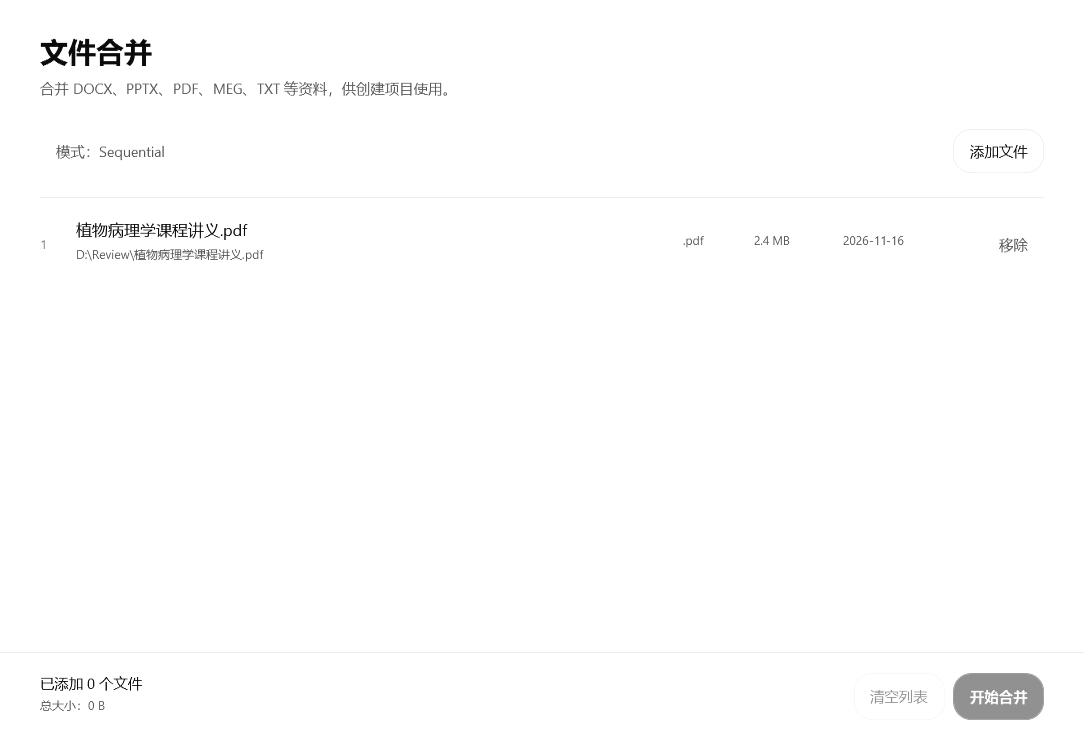 文件合并
合并 DOCX、PPTX、PDF、MEG、TXT 等资料，供创建项目使用。
模式：Sequential
添加文件
1
植物病理学课程讲义.pdf
D:\Review\植物病理学课程讲义.pdf
.pdf
2.4 MB
2026-11-16
移除
已添加 0 个文件
总大小：0 B
清空列表
开始合并